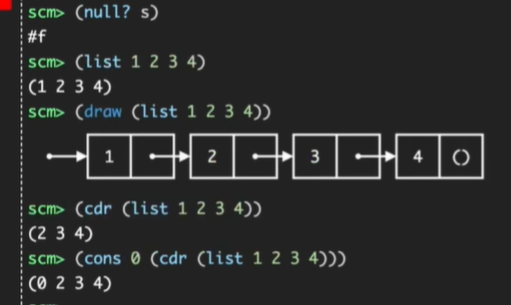 scm> (null? s)
#f
scm> (list 1 2 3 4)
(1 2 3 4)
scm> (draw (list 1 2 3 4))
1 2 3 4 ()
scm> (cdr (list 1 2 3 4))
(2 3 4)
scm> (cons 0 (cdr (list 1 2 3 4)))
(0 2 3 4)